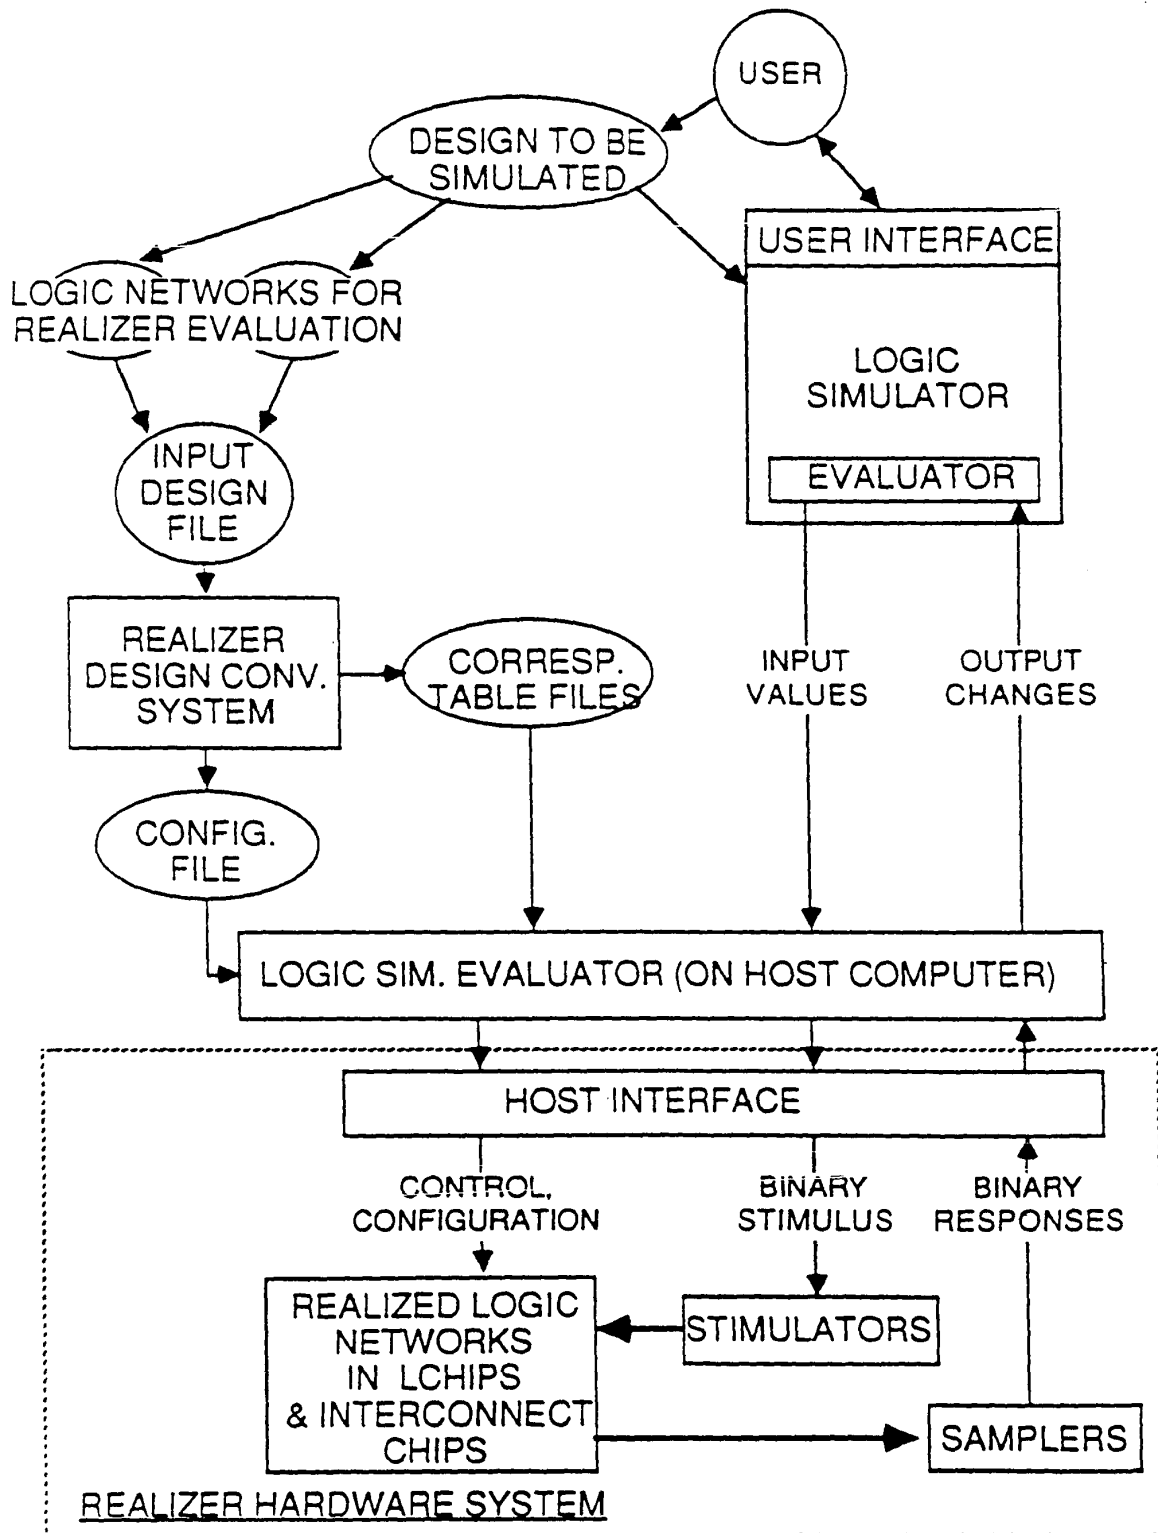 USER
DESIGN TO BE
SIMULATED
USER INTERFACE
LOGIC NETWORKS FOR
REALIZER EVALUATION
LOGIC
SIMULATOR
EVALUATOR
INPUT
DESIGN
FILE
REALIZER
DESIGN CONV.
SYSTEM
CORRESP.
TABLE FILES
INPUT
VALUES
OUTPUT
CHANGES
CONFIG.
FILE
LOGIC SIM. EVALUATOR (ON HOST COMPUTER)
HOST INTERFACE
CONTROL,
CONFIGURATION
BINARY
STIMULUS
BINARY
RESPONSES
REALIZED LOGIC
NETWORKS
IN LCHIPS
& INTERCONNECT
CHIPS
STIMULATORS
SAMPLERS
REALIZER HARDWARE SYSTEM